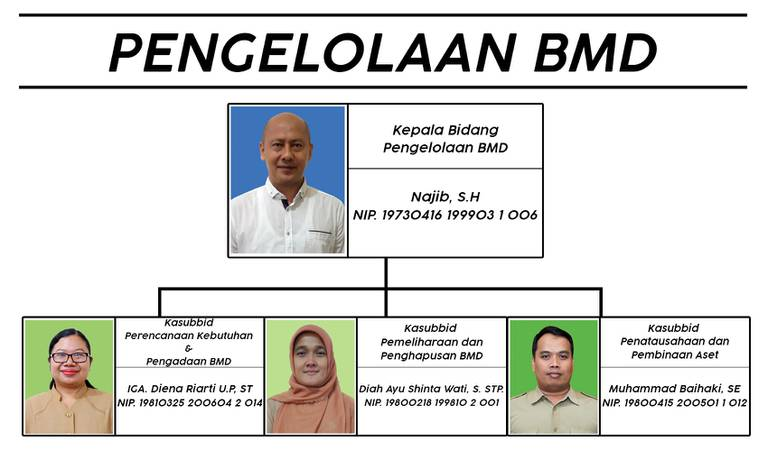 PENGELOLAAN BMD
Kepala Bidang
Pengelolaan BMD
Najib, S.H
NIP. 19730416 199903 1 006
Kasubbid
Perencanaan Kebutuhan
&
Pengadaan BMD
IGA. Diena Riarti U.P, ST
NIP. 19810325 200604 2 014
Kasubbid
Pemeliharaan dan
Penghapusan BMD
Diah Ayu Shinta Wati, S. STP.
NIP. 19800218 199810 2 001
Kasubbid
Penatausahaan dan
Pembinaan Aset
Muhammad Baihaki, SE
NIP. 19800415 200501 1 012